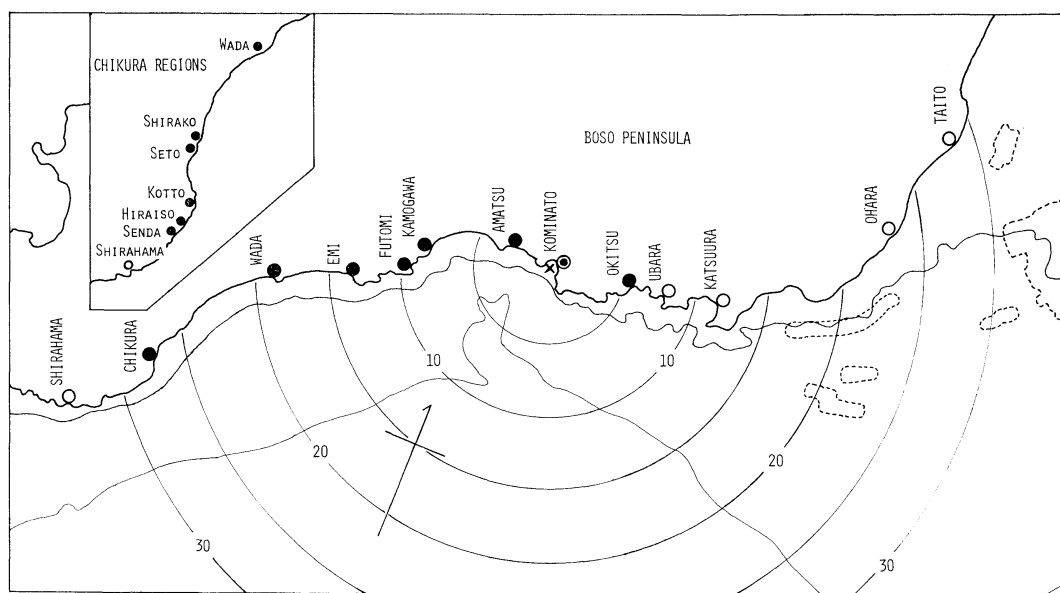 WADA
CHIKURA REGIONS
SHIRAKO
SETO
KOTTO
HIRAISO
SENDA
SHIRAHAMA
BOSO PENINSULA
TAITO
OHARA
KATSUURA
UBARA
OKITSU
KOMINATO
AMATSU
KAMOGAWA
FUTOMI
EMI
WADA
CHIKURA
SHIRAHAMA
10
10
20
20
30
30